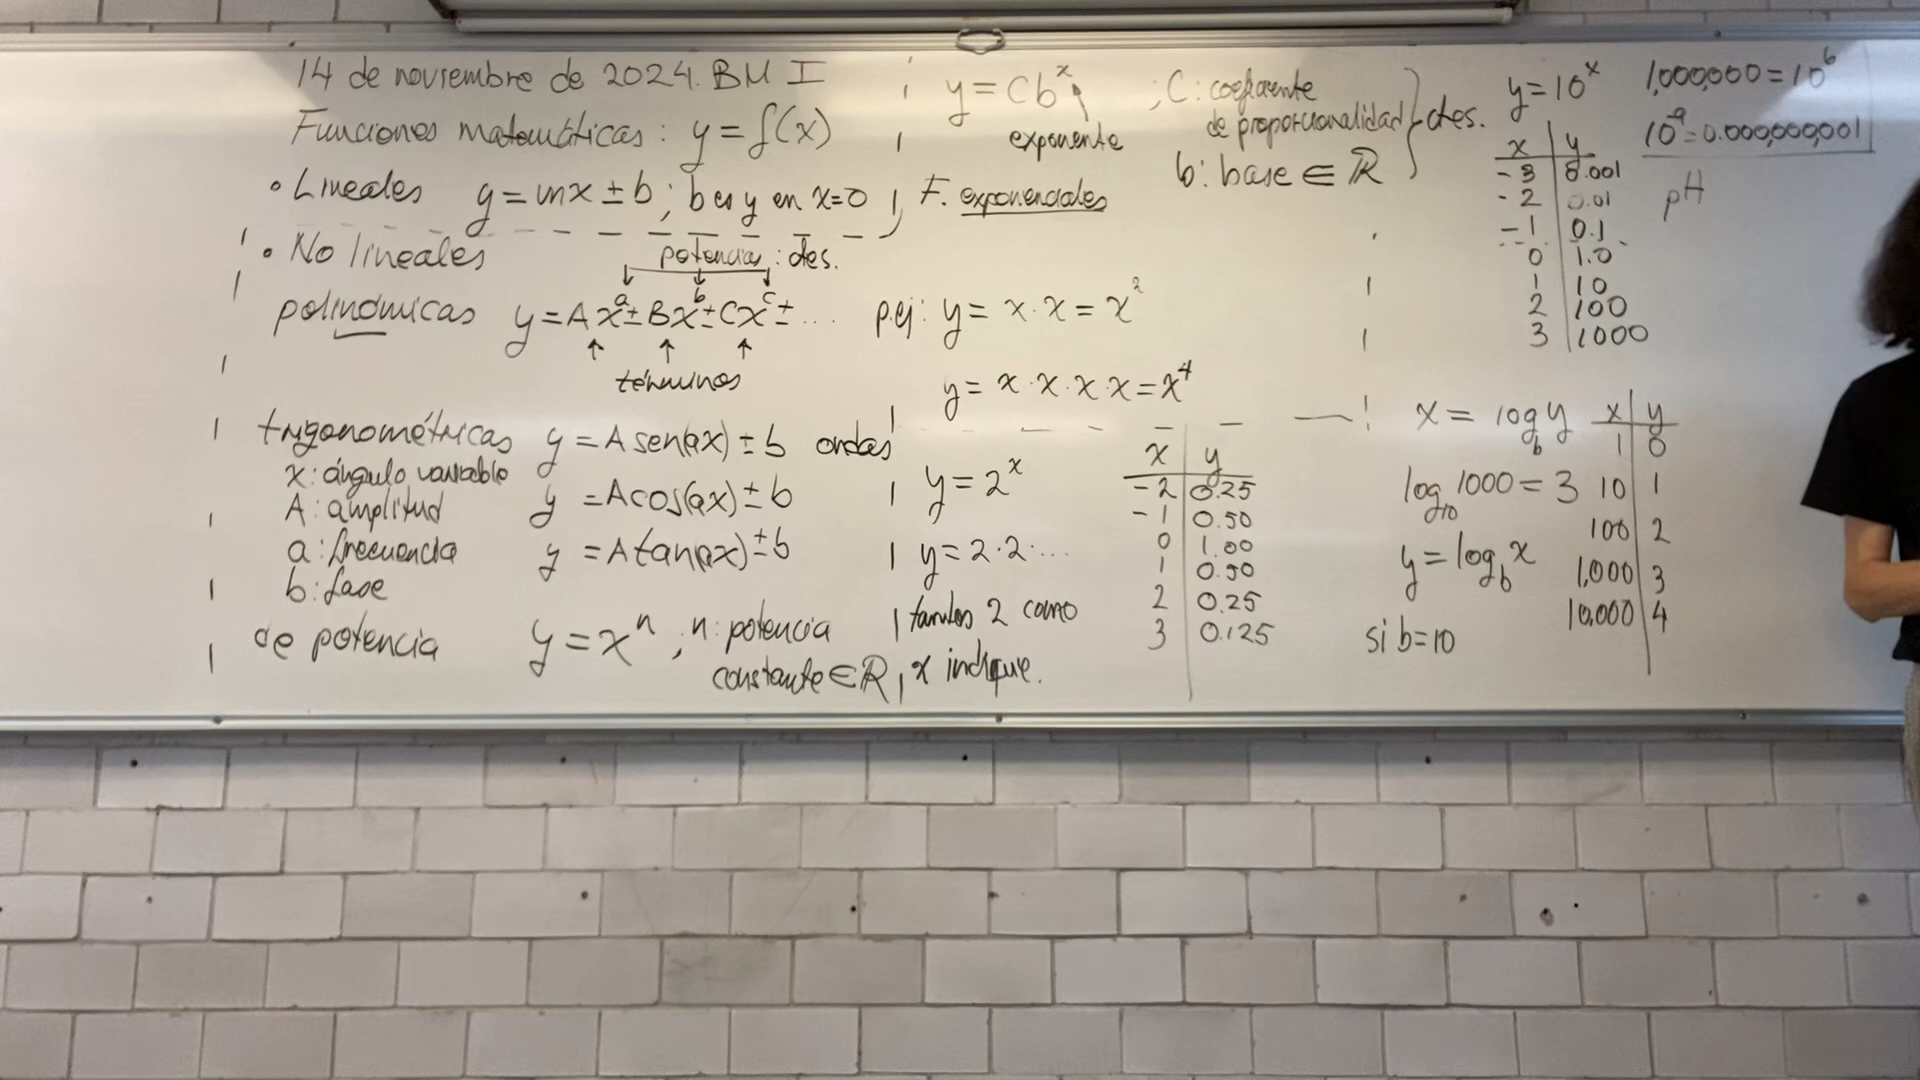 14 de noviembre de 2024. BM I
Funciones matemáticas: y = f(x)
• Lineales y = mx ± b ; b es y en x=0
• No lineales
potencias: ctes.
polinómicas y = Ax^a ± Bx^b ± Cx^c ± ... p.ej: y = x·x = x²
términos
y = x·x·x·x = x⁴
trigonométricas y = A sen(ax) ± b ondas
x: ángulo variable
A: amplitud y = A cos(ax) ± b
a: frecuencia y = A tan(ax) ± b
b: fase
de potencia y = x^n ; n: potencia
constante ∈ ℝ
y = Cb^x ; C: coeficiente
de proporcionalidad } ctes.
exponente
b: base ∈ ℝ
F. exponenciales
y = 2^x
y = 2·2·...
tantos 2 como
x indique.
x | y
-2 | 0.25
-1 | 0.50
0 | 1.00
1 | 0.50
2 | 0.25
3 | 0.125
y = 10^x
x | y
-3 | 0.001
-2 | 0.01
-1 | 0.1
0 | 1.0
1 | 10
2 | 100
3 | 1000
1,000,000 = 10⁶
10⁻⁹ = 0.000,000,001
pH
x = log_b y
log₁₀ 1000 = 3
y = log_b x
si b=10
x | y
1 | 0
10 | 1
100 | 2
1,000 | 3
10,000 | 4